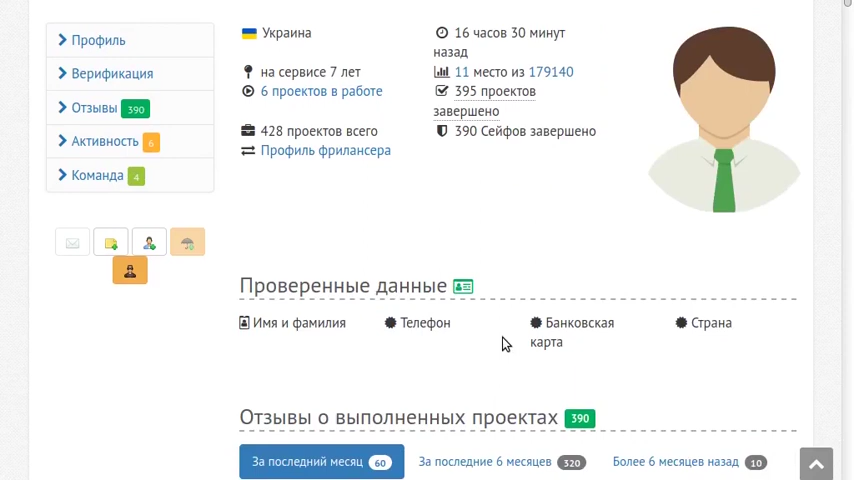 Профиль
Верификация
Отзывы 390
Активность 6
Команда 4
Украина
на сервисе 7 лет
6 проектов в работе
428 проектов всего
Профиль фрилансера
16 часов 30 минут
назад
11 место из 179140
395 проектов
завершено
390 Сейфов завершено
Проверенные данные
Имя и фамилия
Телефон
Банковская
карта
Страна
Отзывы о выполненных проектах 390
За последний месяц 60
За последние 6 месяцев 320
Более 6 месяцев назад 10